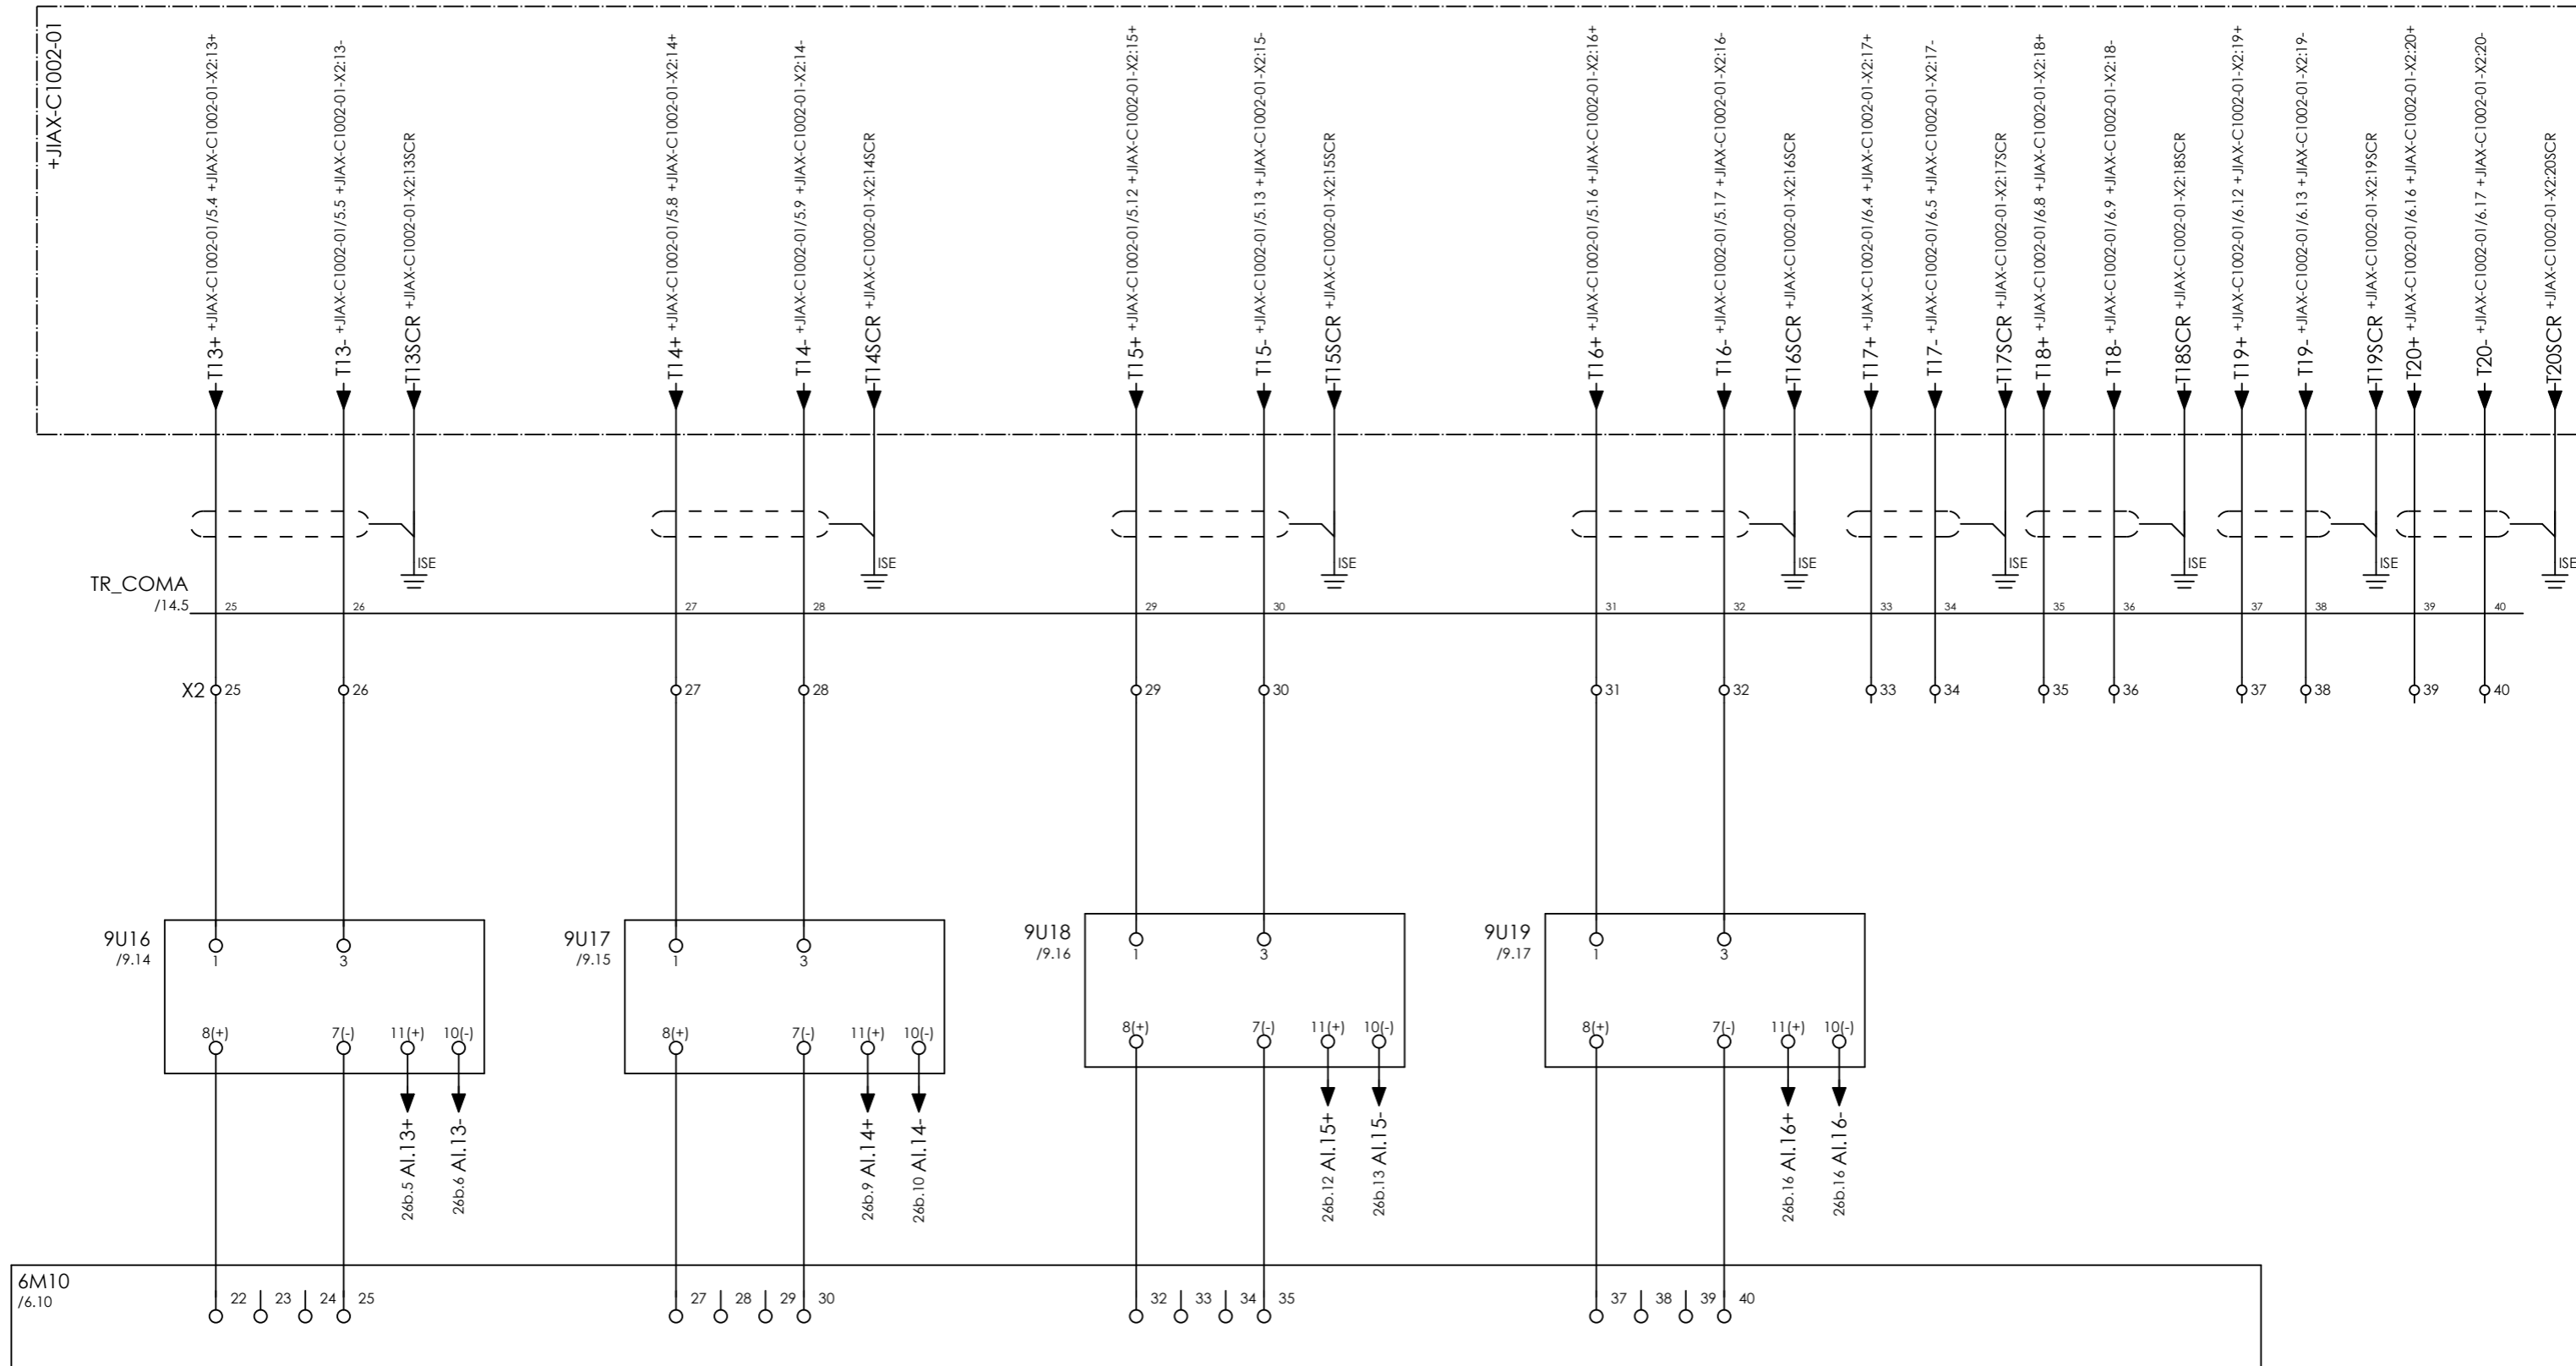 +JIAX-C1002-01
T13+ +JIAX-C1002-01/5.4 +JIAX-C1002-01-X2:13+
T13- +JIAX-C1002-01/5.5 +JIAX-C1002-01-X2:13-
T13SCR +JIAX-C1002-01-X2:13SCR
T14+ +JIAX-C1002-01/5.8 +JIAX-C1002-01-X2:14+
T14- +JIAX-C1002-01/5.9 +JIAX-C1002-01-X2:14-
T14SCR +JIAX-C1002-01-X2:14SCR
T15+ +JIAX-C1002-01/5.12 +JIAX-C1002-01-X2:15+
T15- +JIAX-C1002-01/5.13 +JIAX-C1002-01-X2:15-
T15SCR +JIAX-C1002-01-X2:15SCR
T16+ +JIAX-C1002-01/5.16 +JIAX-C1002-01-X2:16+
T16- +JIAX-C1002-01/5.17 +JIAX-C1002-01-X2:16-
T16SCR +JIAX-C1002-01-X2:16SCR
T17+ +JIAX-C1002-01/6.4 +JIAX-C1002-01-X2:17+
T17- +JIAX-C1002-01/6.5 +JIAX-C1002-01-X2:17-
T17SCR +JIAX-C1002-01-X2:17SCR
T18+ +JIAX-C1002-01/6.8 +JIAX-C1002-01-X2:18+
T18- +JIAX-C1002-01/6.9 +JIAX-C1002-01-X2:18-
T18SCR +JIAX-C1002-01-X2:18SCR
T19+ +JIAX-C1002-01/6.12 +JIAX-C1002-01-X2:19+
T19- +JIAX-C1002-01/6.13 +JIAX-C1002-01-X2:19-
T19SCR +JIAX-C1002-01-X2:19SCR
T20+ +JIAX-C1002-01/6.16 +JIAX-C1002-01-X2:20+
T20- +JIAX-C1002-01/6.17 +JIAX-C1002-01-X2:20-
T20SCR +JIAX-C1002-01-X2:20SCR
ISE ISE ISE ISE ISE ISE ISE ISE
TR_COMA
/14.5 25 26 27 28 29 30 31 32 33 34 35 36 37 38 39 40
X2 25 26 27 28 29 30 31 32 33 34 35 36 37 38 39 40
9U16
/9.14
1 3
8(+) 7(-) 11(+) 10(-)
26b.5 AI.13+
26b.6 AI.13-
9U17
/9.15
1 3
8(+) 7(-) 11(+) 10(-)
26b.9 AI.14+
26b.10 AI.14-
9U18
/9.16
1 3
8(+) 7(-) 11(+) 10(-)
26b.12 AI.15+
26b.13 AI.15-
9U19
/9.17
1 3
8(+) 7(-) 11(+) 10(-)
26b.16 AI.16+
26b.16 AI.16-
6M10
/6.10
22 23 24 25 27 28 29 30 32 33 34 35 37 38 39 40